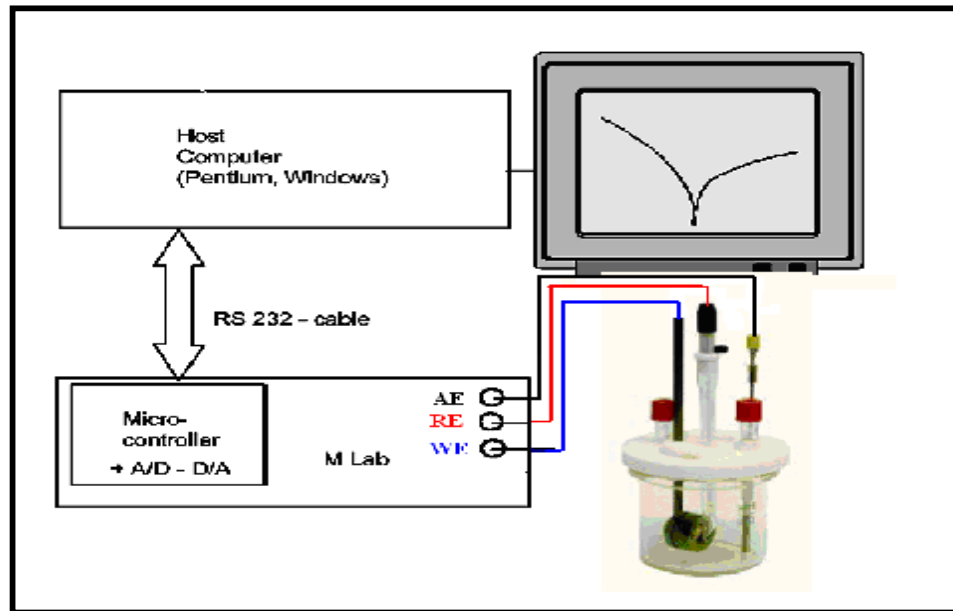 Host
Computer
(Pentium, Windows)
RS 232 - cable
Micro-
controller
+ A/D - D/A
M Lab
AE
RE
WE